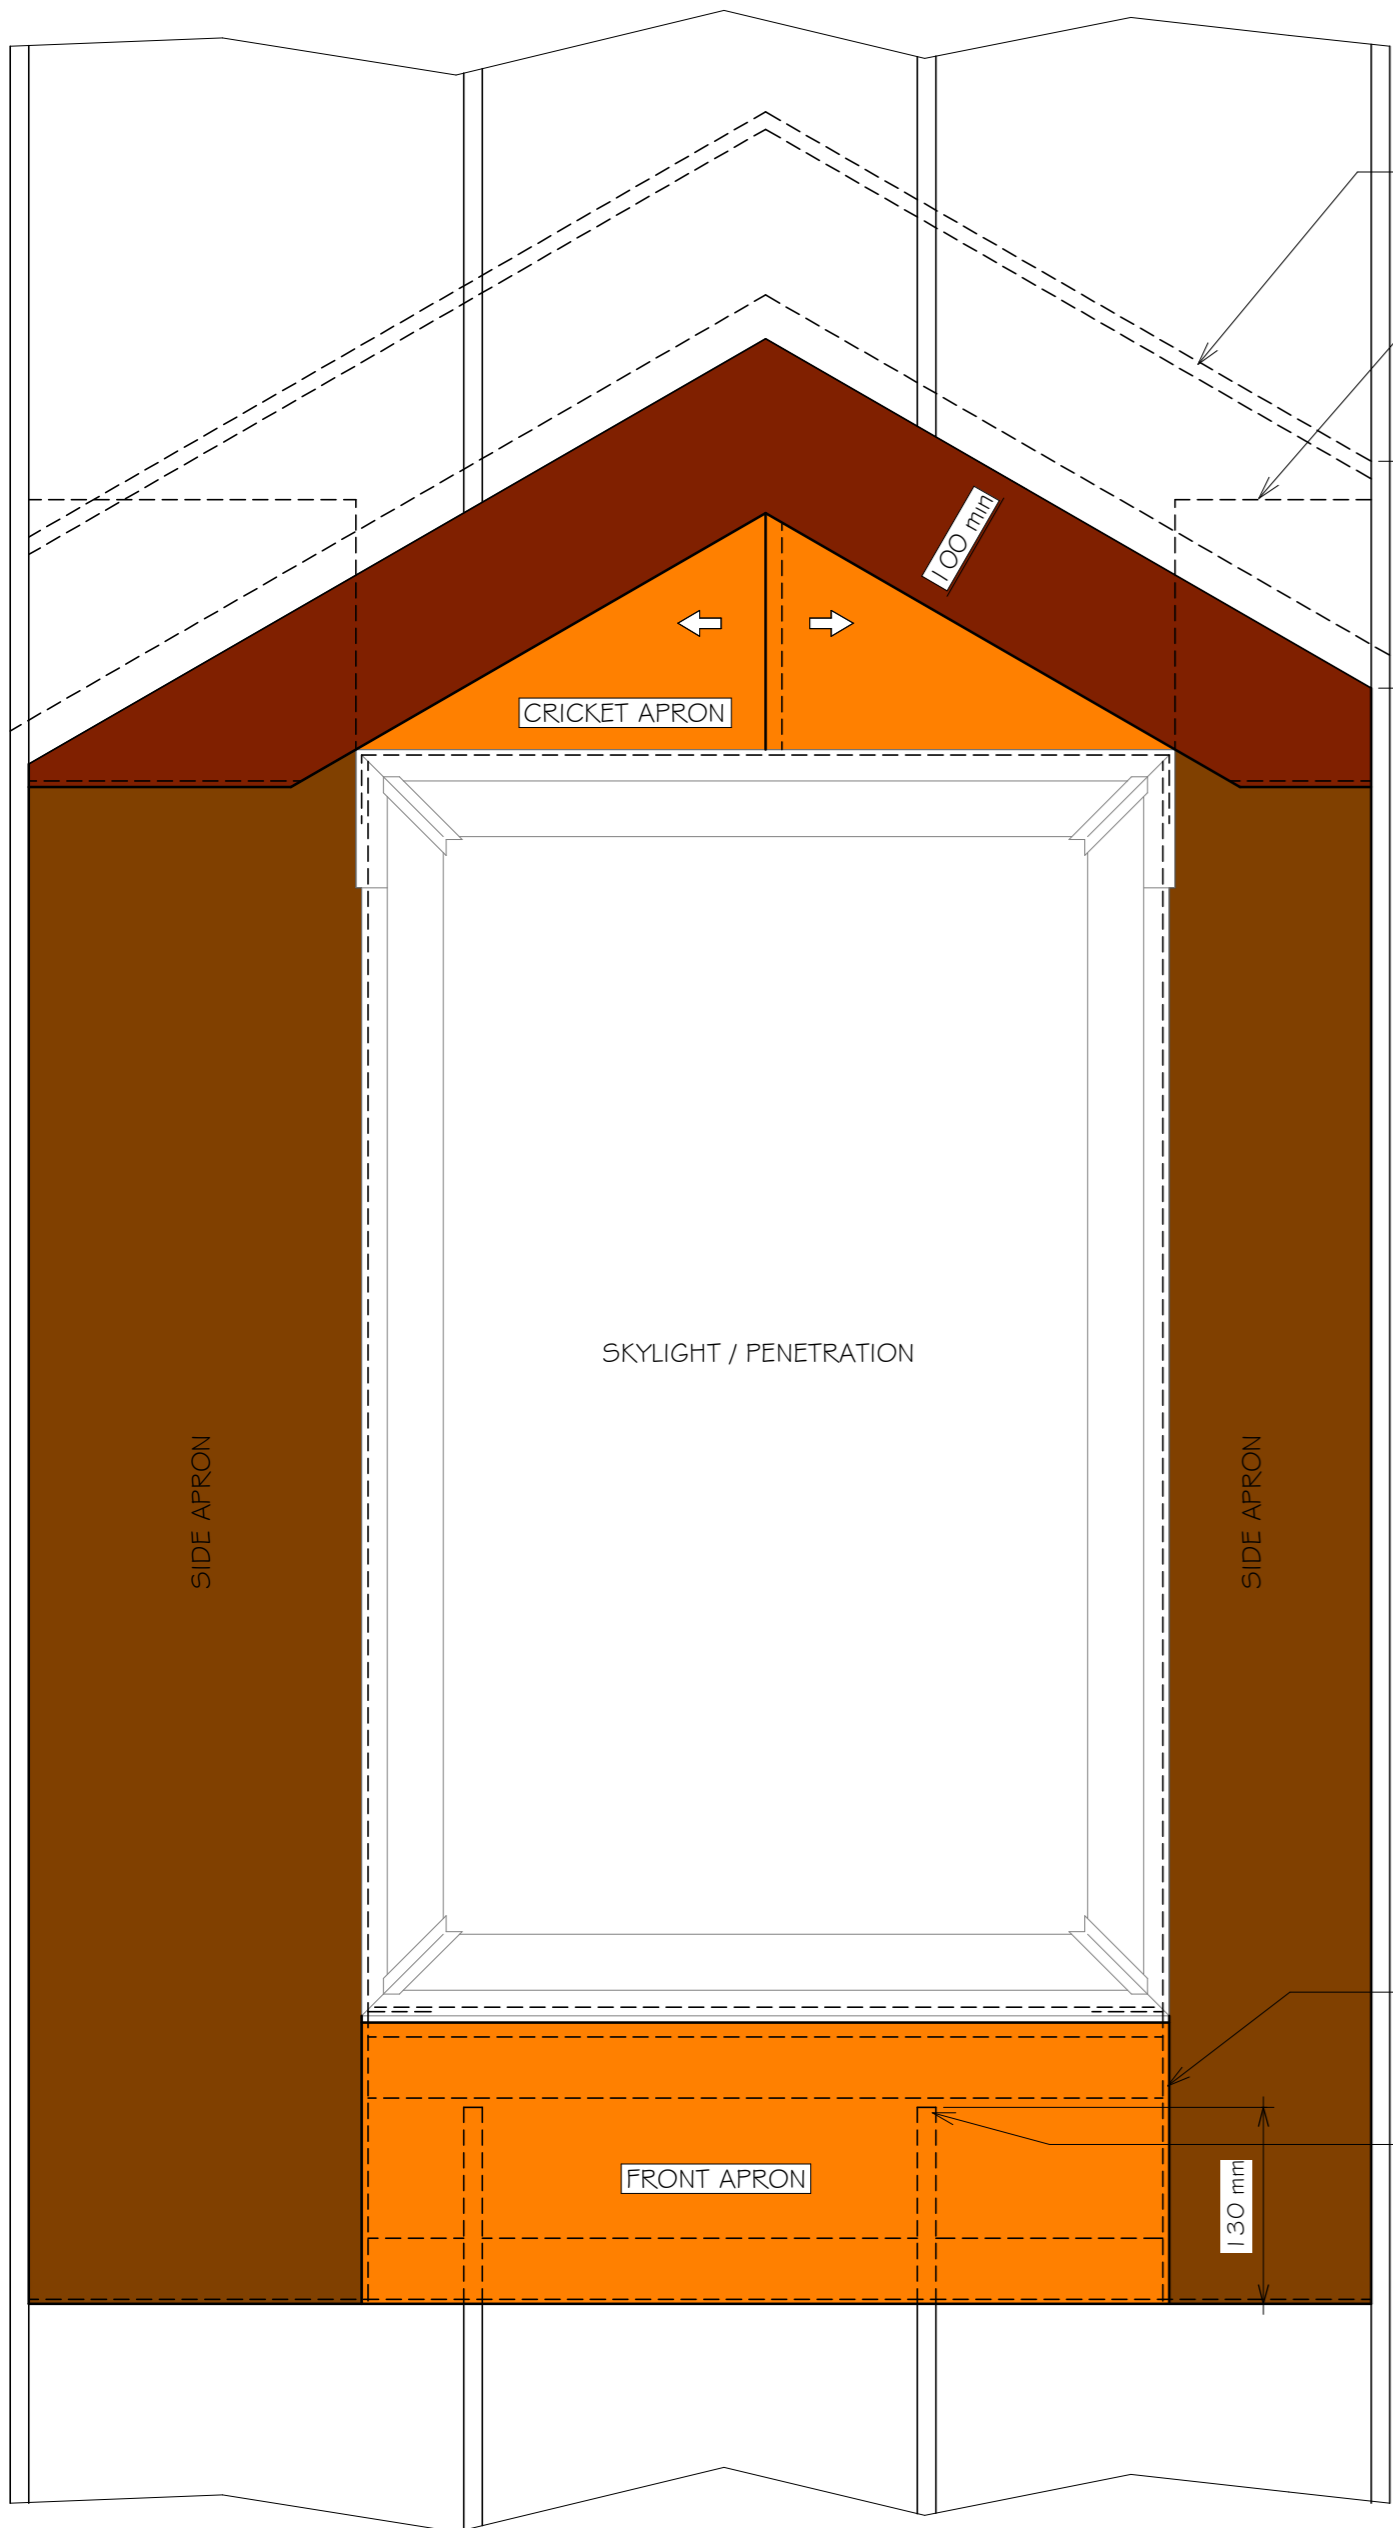 100 min
CRICKET APRON
SKYLIGHT / PENETRATION
SIDE APRON
SIDE APRON
FRONT APRON
130 mm